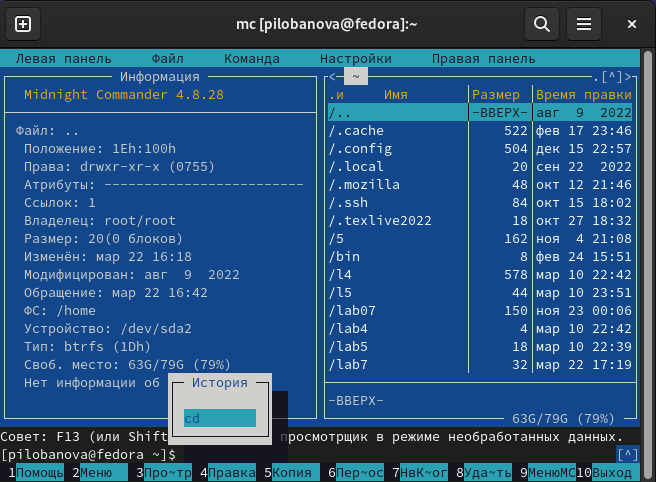 mc [pilobanova@fedora]:~
Левая панель Файл Команда Настройки Правая панель
Информация
Midnight Commander 4.8.28
Файл: ..
Положение: 1Eh:100h
Права: drwxr-xr-x (0755)
Атрибуты: -------------------------
Ссылок: 1
Владелец: root/root
Размер: 20(0 блоков)
Изменён: мар 22 16:18
Модифицирован: авг 9 2022
Обращение: мар 22 16:42
ФС: /home
Устройство: /dev/sda2
Тип: btrfs (1Dh)
Своб. место: 63G/79G (79%)
Нет информации об
История
cd
<─ ~ .[^]>
.и Имя Размер Время правки
/.. -ВВЕРХ- авг 9 2022
/.cache 522 фев 17 23:46
/.config 504 дек 15 22:57
/.local 20 сен 22 2022
/.mozilla 48 окт 12 21:46
/.ssh 84 окт 15 18:02
/.texlive2022 18 окт 27 18:32
/5 162 ноя 4 21:08
/bin 8 фев 24 15:51
/l4 578 мар 10 22:42
/l5 44 мар 10 23:51
/lab07 150 ноя 23 00:06
/lab4 4 мар 10 22:42
/lab5 18 мар 10 22:39
/lab7 32 мар 22 17:19
-ВВЕРХ-
63G/79G (79%)
Совет: F13 (или Shift просмотрщик в режиме необработанных данных.
[pilobanova@fedora ~]$ [^]
1Помощь 2Меню 3Про~тр 4Правка 5Копия 6Пер~ос 7НвК~ог 8Уда~ть 9МенюМС 10Выход